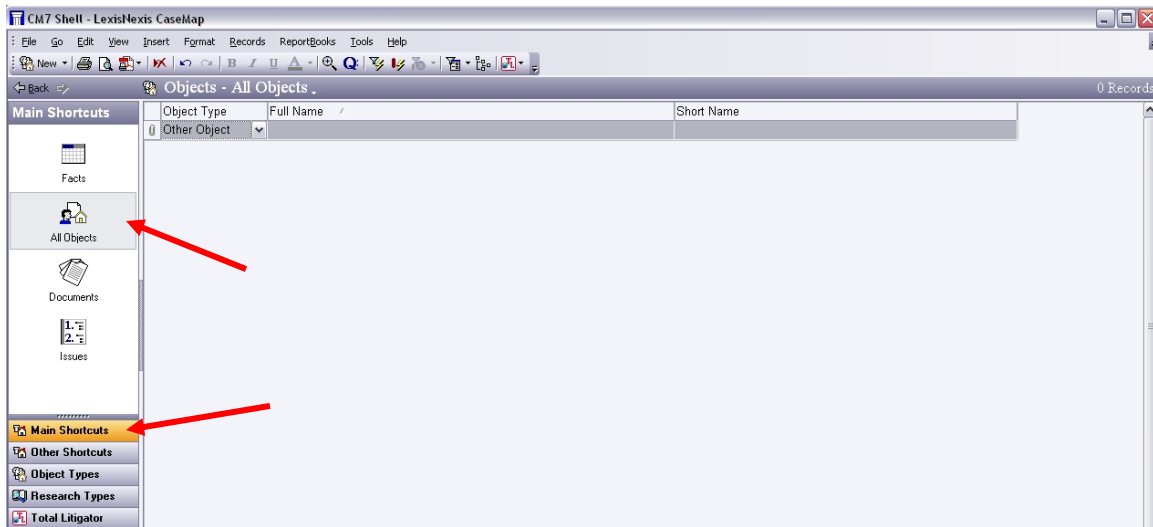 CM7 Shell - LexisNexis CaseMap
File Go Edit View Insert Format Records ReportBooks Tools Help
New B I U A Q:
Back Objects - All Objects 0 Records
Main Shortcuts
Object Type Full Name Short Name
Other Object
Facts
All Objects
Documents
1.
2.
Issues
Main Shortcuts
Other Shortcuts
Object Types
Research Types
Total Litigator